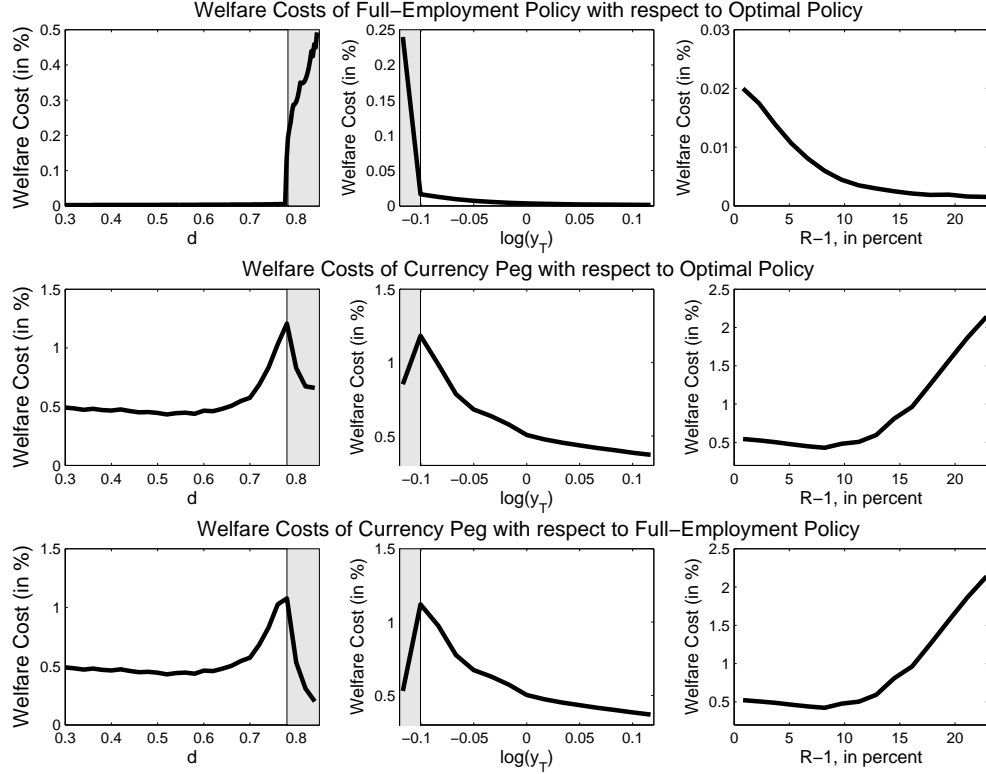 Welfare Costs of Full−Employment Policy with respect to Optimal Policy
Welfare Cost (in %)
0.5
0.4
0.3
0.2
0.1
0
0.3 0.4 0.5 0.6 0.7 0.8
d
Welfare Cost (in %)
0.25
0.20
0.15
0.10
0.05
0
−0.1 −0.05 0 0.05 0.1
log(y_T)
Welfare Cost (in %)
0.03
0.02
0.01
0
0 5 10 15 20
R−1, in percent
Welfare Costs of Currency Peg with respect to Optimal Policy
Welfare Cost (in %)
1.5
1
0.5
0
0.3 0.4 0.5 0.6 0.7 0.8
d
Welfare Cost (in %)
1.5
1
0.5
−0.1 −0.05 0 0.05 0.1
log(y_T)
Welfare Cost (in %)
2.5
2
1.5
1
0.5
0
0 5 10 15 20
R−1, in percent
Welfare Costs of Currency Peg with respect to Full−Employment Policy
Welfare Cost (in %)
1.5
1
0.5
0
0.3 0.4 0.5 0.6 0.7 0.8
d
Welfare Cost (in %)
1.5
1
0.5
−0.1 −0.05 0 0.05 0.1
log(y_T)
Welfare Cost (in %)
2.5
2
1.5
1
0.5
0
0 5 10 15 20
R−1, in percent